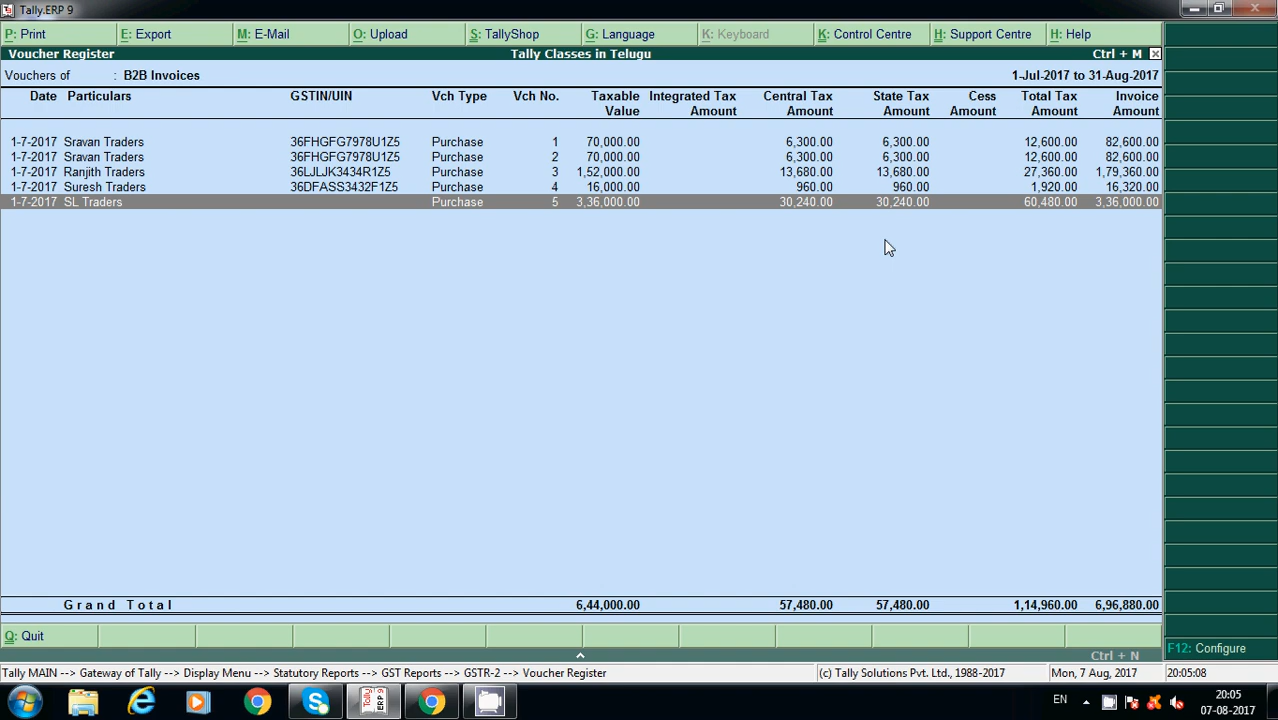 Tally.ERP 9
P: Print E: Export M: E-Mail O: Upload S: TallyShop G: Language K: Keyboard K: Control Centre H: Support Centre H: Help
Voucher Register Tally Classes in Telugu Ctrl + M
Vouchers of : B2B Invoices 1-Jul-2017 to 31-Aug-2017
Date Particulars GSTIN/UIN Vch Type Vch No. Taxable Integrated Tax Central Tax State Tax Cess Total Tax Invoice
Value Amount Amount Amount Amount Amount Amount
1-7-2017 Sravan Traders 36FHGFG7978U1Z5 Purchase 1 70,000.00 6,300.00 6,300.00 12,600.00 82,600.00
1-7-2017 Sravan Traders 36FHGFG7978U1Z5 Purchase 2 70,000.00 6,300.00 6,300.00 12,600.00 82,600.00
1-7-2017 Ranjith Traders 36LJLJK3434R1Z5 Purchase 3 1,52,000.00 13,680.00 13,680.00 27,360.00 1,79,360.00
1-7-2017 Suresh Traders 36DFASS3432F1Z5 Purchase 4 16,000.00 960.00 960.00 1,920.00 16,320.00
1-7-2017 SL Traders Purchase 5 3,36,000.00 30,240.00 30,240.00 60,480.00 3,36,000.00
Grand Total 6,44,000.00 57,480.00 57,480.00 1,14,960.00 6,96,880.00
Q: Quit
F12: Configure
Ctrl + N
Tally MAIN --> Gateway of Tally --> Display Menu --> Statutory Reports --> GST Reports --> GSTR-2 --> Voucher Register (c) Tally Solutions Pvt. Ltd., 1988-2017 Mon, 7 Aug, 2017 20:05:08
EN 20:05
07-08-2017